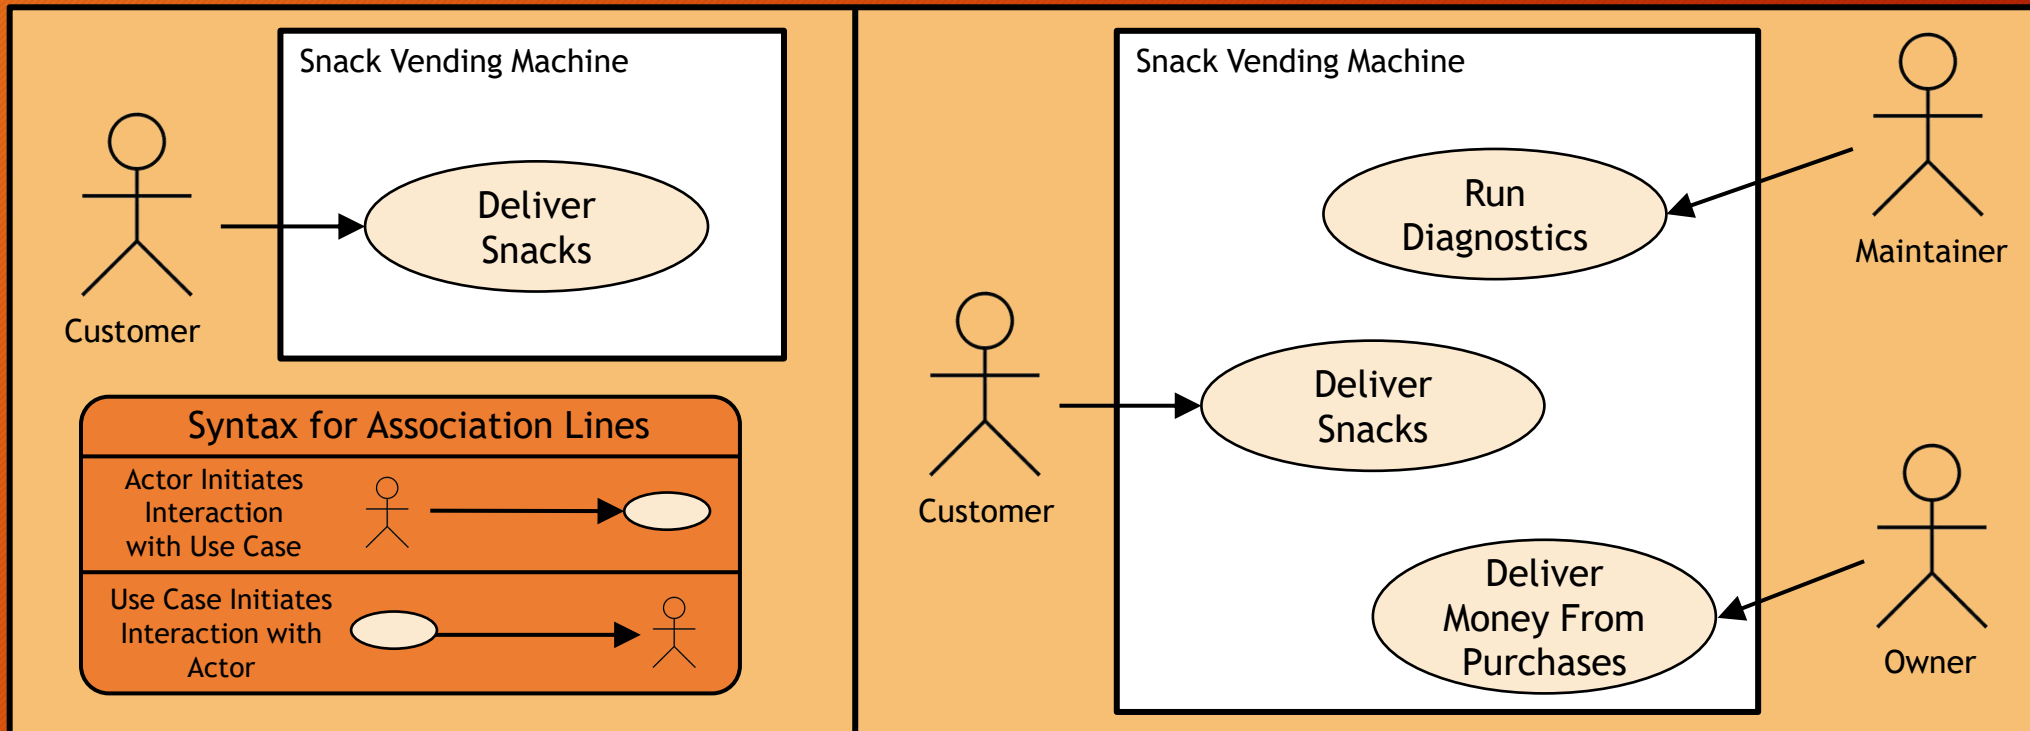 Snack Vending Machine
Deliver
Snacks
Customer
Syntax for Association Lines
Actor Initiates
Interaction
with Use Case
Use Case Initiates
Interaction with
Actor
Snack Vending Machine
Run
Diagnostics
Maintainer
Deliver
Snacks
Customer
Deliver
Money From
Purchases
Owner